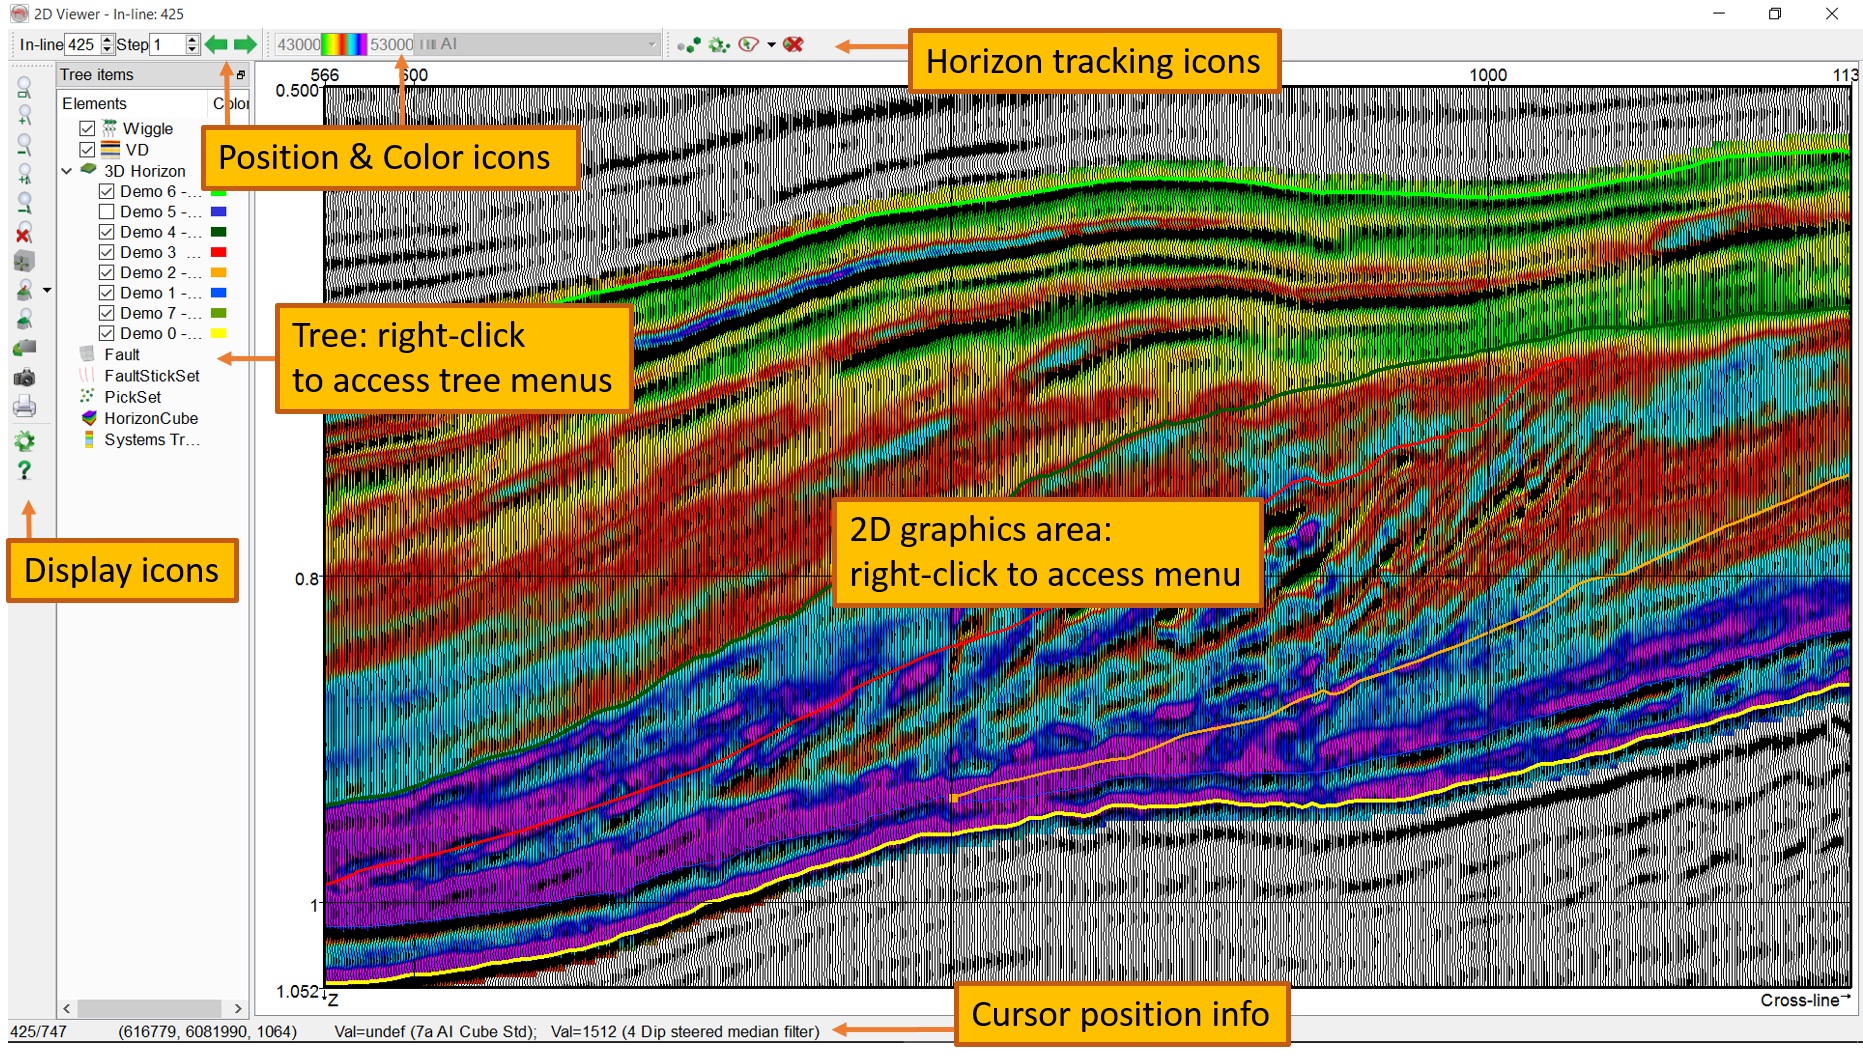 2D Viewer - In-line: 425
In-line 425 Step 1 43000 53000 AI
Horizon tracking icons
Tree items
Elements Color
Wiggle
VD
3D Horizon
Demo 6 -...
Demo 5 -...
Demo 4 -...
Demo 3 ...
Demo 2 -...
Demo 1 -...
Demo 7 -...
Demo 0 -...
Fault
FaultStickSet
PickSet
HorizonCube
Systems Tr...
Position & Color icons
Tree: right-click
to access tree menus
Display icons
566 600 1000 113
0.500
0.8
1
1.052
Z
Cross-line
2D graphics area:
right-click to access menu
Cursor position info
425/747 (616779, 6081990, 1064) Val=undef (7a AI Cube Std); Val=1512 (4 Dip steered median filter)